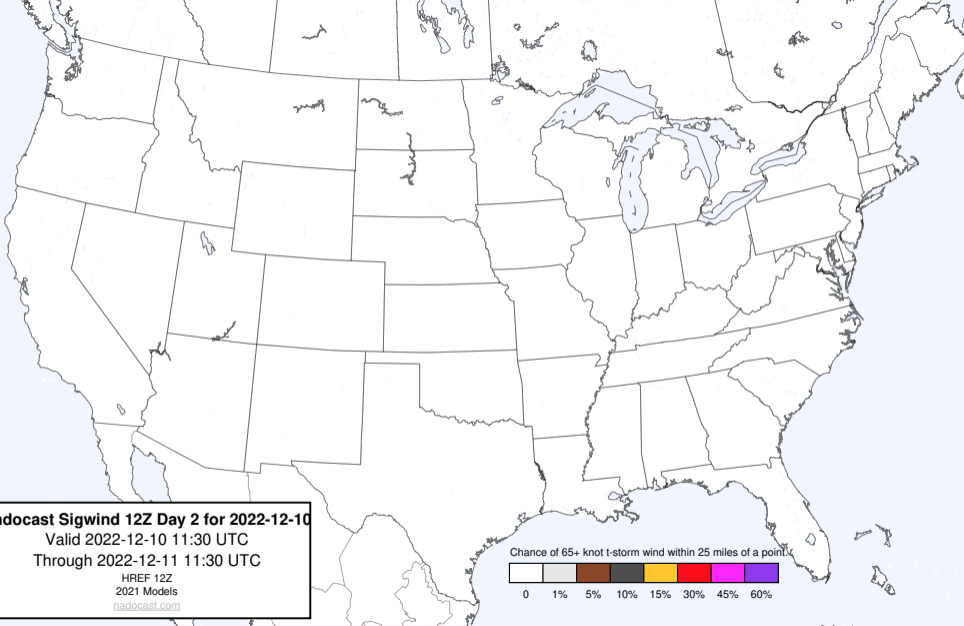 adocast Sigwind 12Z Day 2 for 2022-12-10
Valid 2022-12-10 11:30 UTC
Through 2022-12-11 11:30 UTC
HREF 12Z
2021 Models
nadocast.com
Chance of 65+ knot t-storm wind within 25 miles of a point.
0 1% 5% 10% 15% 30% 45% 60%